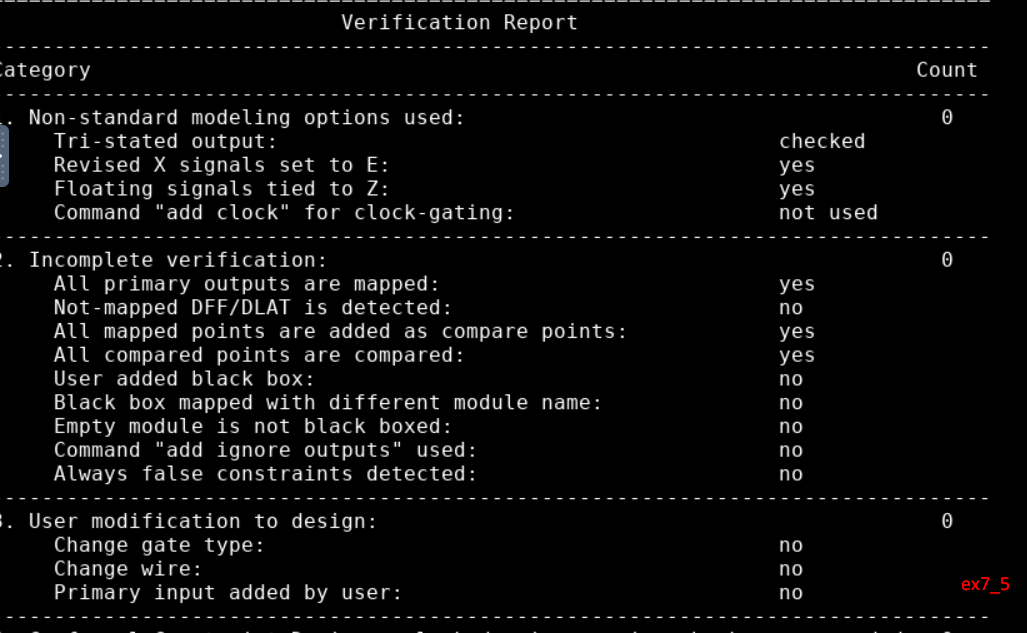 Verification Report
Category Count
1. Non-standard modeling options used: 0
Tri-stated output: checked
Revised X signals set to E: yes
Floating signals tied to Z: yes
Command "add clock" for clock-gating: not used
2. Incomplete verification: 0
All primary outputs are mapped: yes
Not-mapped DFF/DLAT is detected: no
All mapped points are added as compare points: yes
All compared points are compared: yes
User added black box: no
Black box mapped with different module name: no
Empty module is not black boxed: no
Command "add ignore outputs" used: no
Always false constraints detected: no
3. User modification to design: 0
Change gate type: no
Change wire: no
Primary input added by user: no
ex7_5